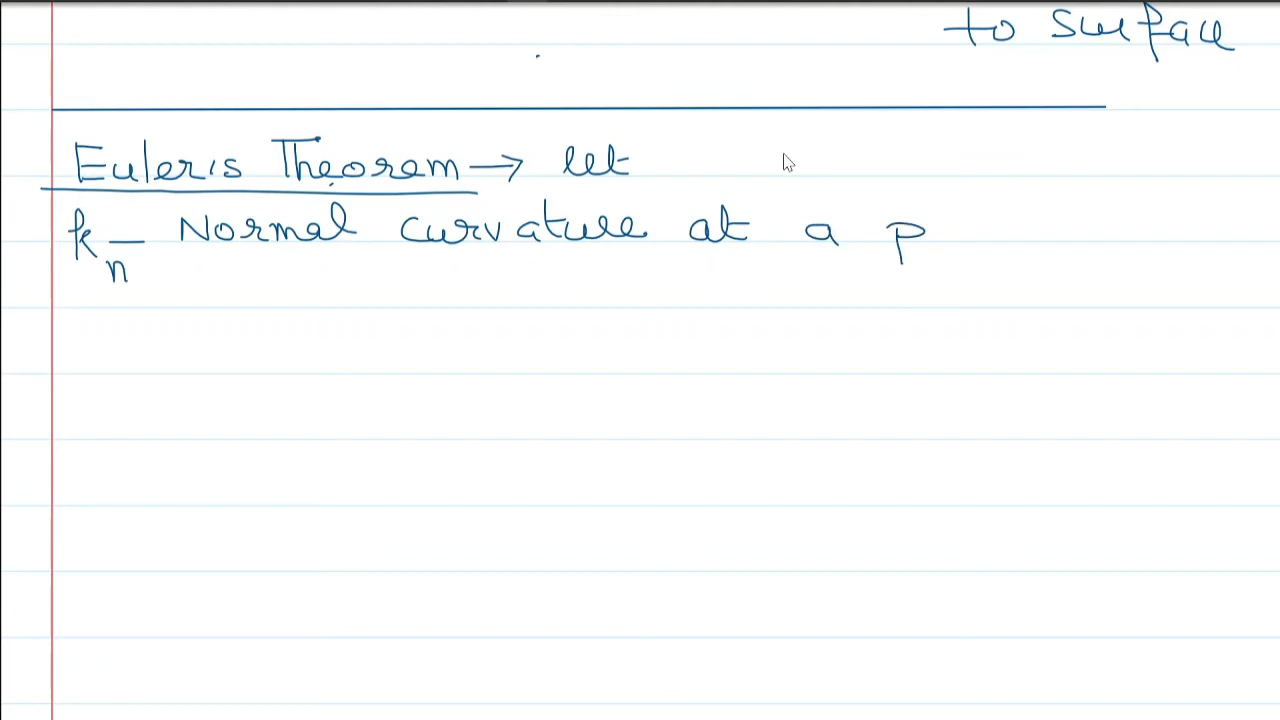 to surface
Euler's Theorem → let
kn - Normal curvature at a p